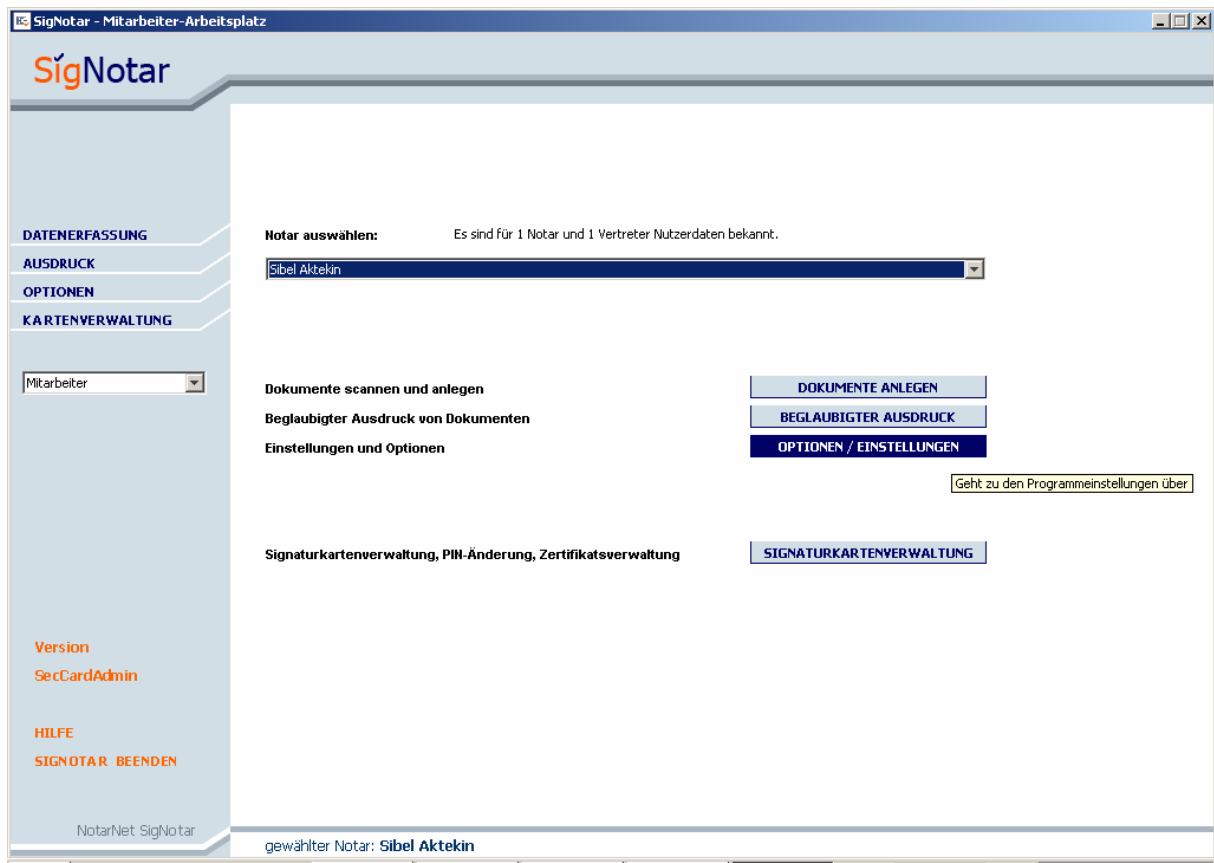 SigNotar - Mitarbeiter-Arbeitsplatz
SigNotar
DATENERFASSUNG
AUSDRUCK
OPTIONEN
KARTENVERWALTUNG
Mitarbeiter
Notar auswählen: Es sind für 1 Notar und 1 Vertreter Nutzerdaten bekannt.
Sibel Aktekin
Dokumente scannen und anlegen DOKUMENTE ANLEGEN
Beglaubigter Ausdruck von Dokumenten BEGLAUBIGTER AUSDRUCK
Einstellungen und Optionen OPTIONEN / EINSTELLUNGEN
Geht zu den Programmeinstellungen über
Signaturkartenverwaltung, PIN-Änderung, Zertifikatsverwaltung SIGNATURKARTENVERWALTUNG
Version
SecCardAdmin
HILFE
SIGNOTAR BEENDEN
NotarNet SigNotar
gewählter Notar: Sibel Aktekin